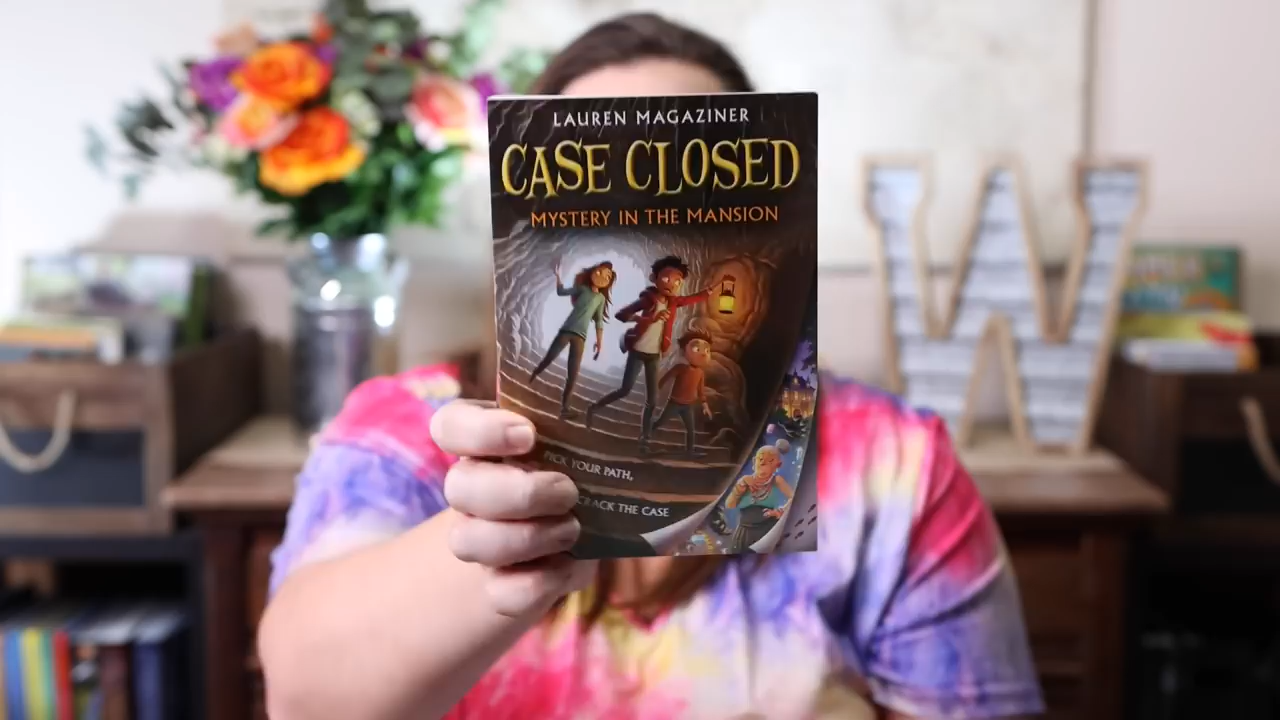 LAUREN MAGAZINER
CASE CLOSED
MYSTERY IN THE MANSION
PICK YOUR PATH,
CRACK THE CASE
W